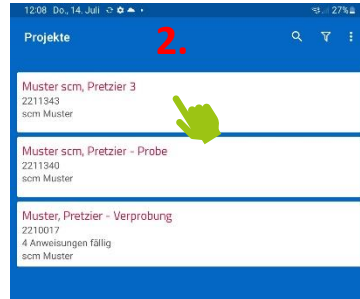 12:08 Do., 14. Juli
27%
Projekte
2.
Muster scm, Pretzier 3
2211343
scm Muster
Muster scm, Pretzier - Probe
2211340
scm Muster
Muster, Pretzier - Verprobung
2210017
4 Anweisungen fällig
scm Muster